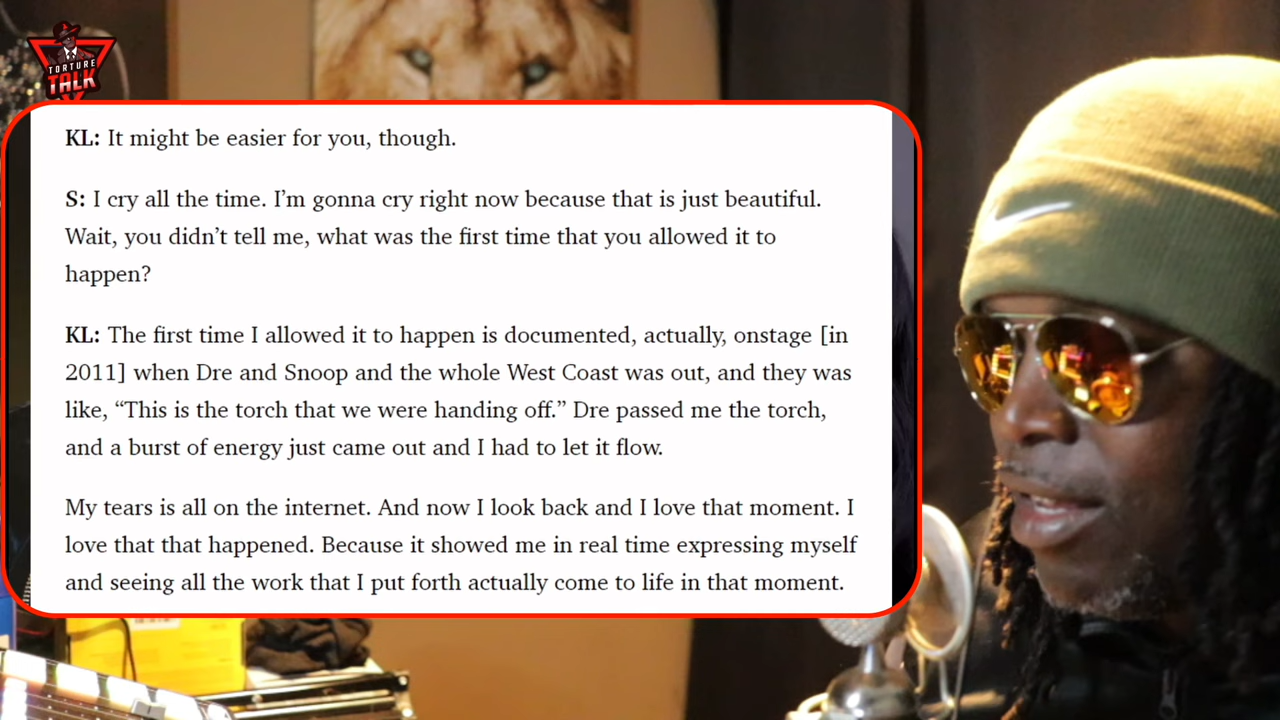 TORTURE
TALK
KL: It might be easier for you, though.
S: I cry all the time. I’m gonna cry right now because that is just beautiful.
Wait, you didn’t tell me, what was the first time that you allowed it to
happen?
KL: The first time I allowed it to happen is documented, actually, onstage [in
2011] when Dre and Snoop and the whole West Coast was out, and they was
like, “This is the torch that we were handing off.” Dre passed me the torch,
and a burst of energy just came out and I had to let it flow.
My tears is all on the internet. And now I look back and I love that moment. I
love that that happened. Because it showed me in real time expressing myself
and seeing all the work that I put forth actually come to life in that moment.